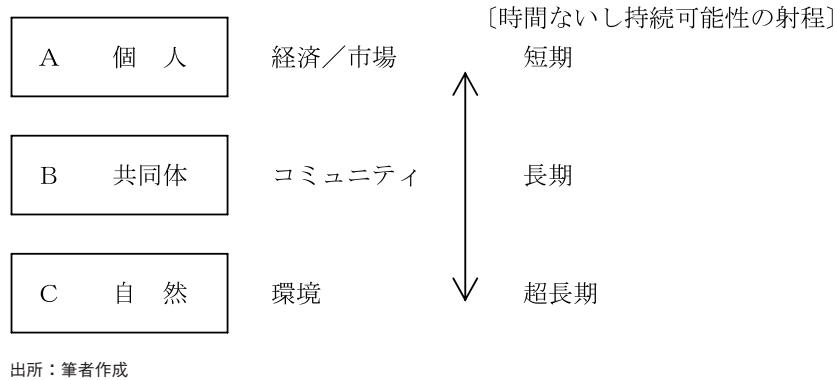 〔時間ないし持続可能性の射程〕
A 個 人 経済／市場 短期
B 共同体 コミュニティ 長期
C 自 然 環境 超長期
出所：筆者作成